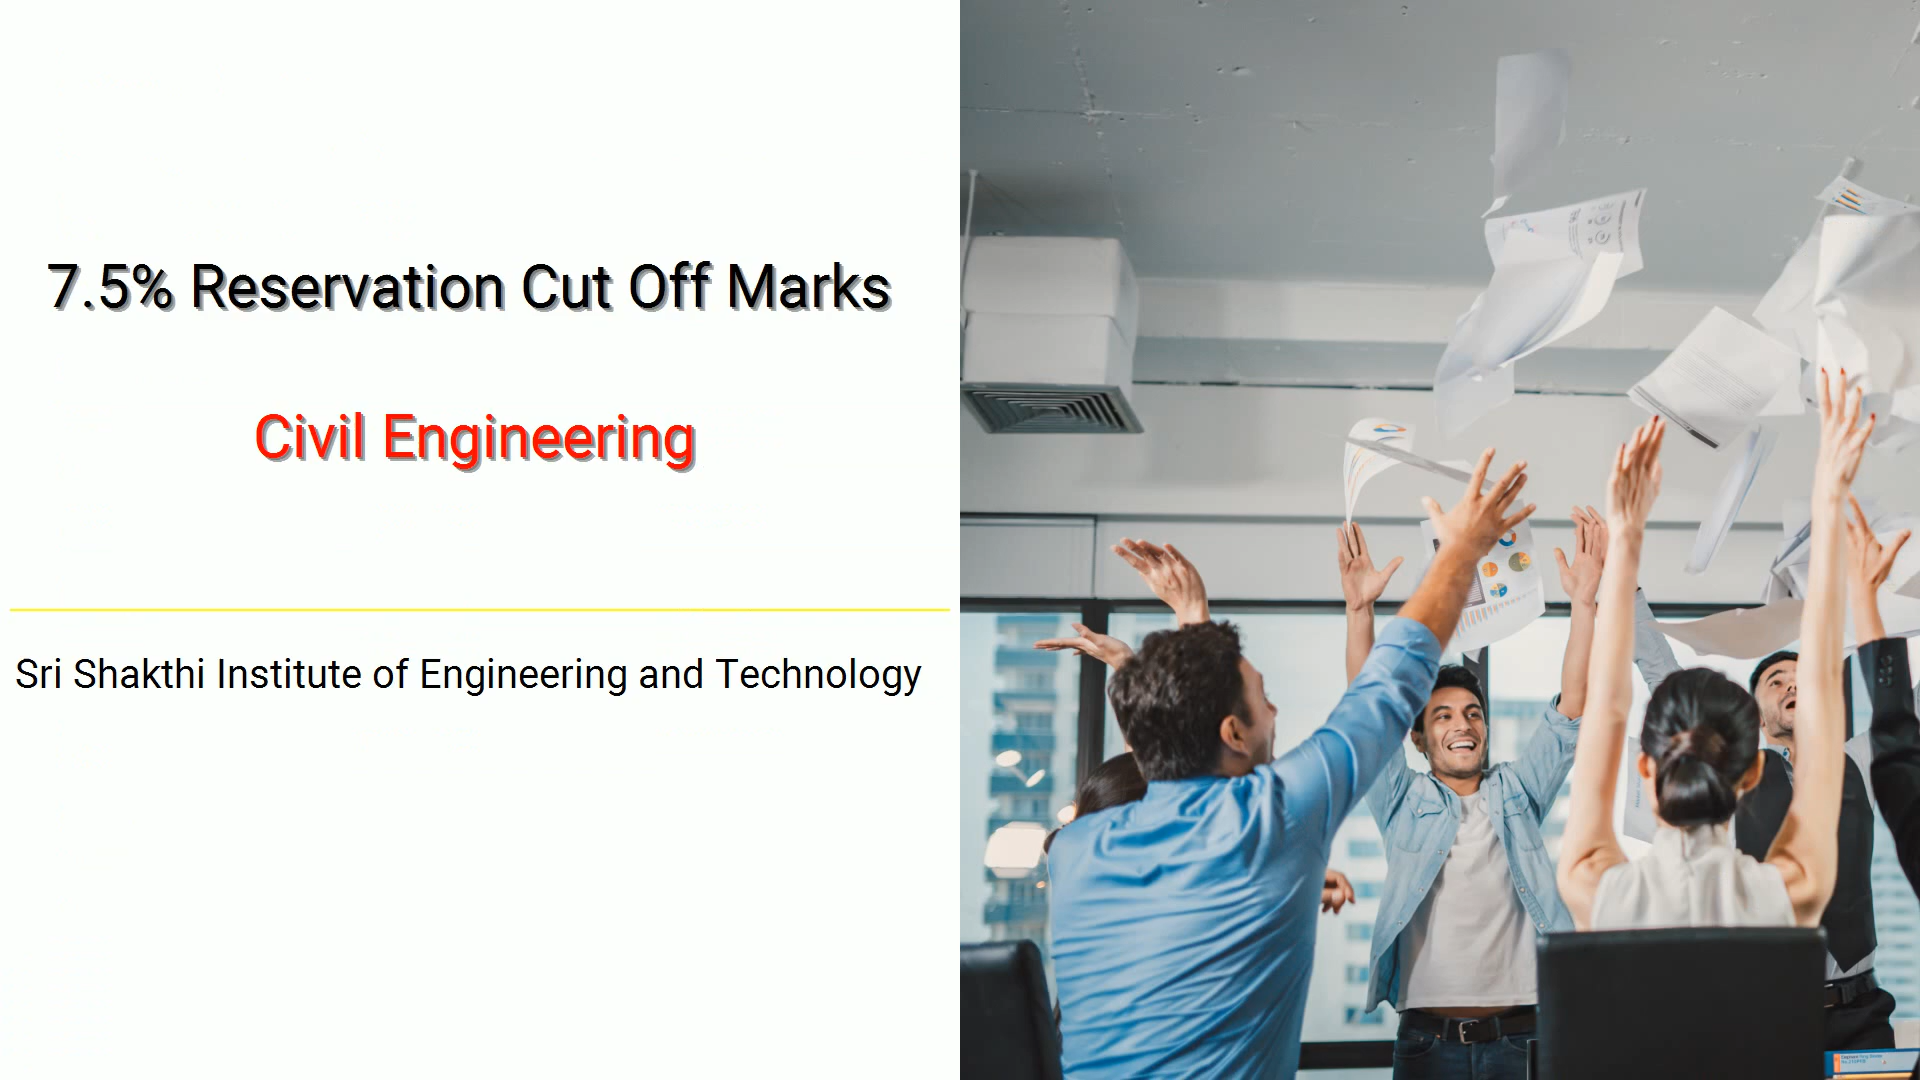 7.5% Reservation Cut Off Marks
Civil Engineering
Sri Shakthi Institute of Engineering and Technology